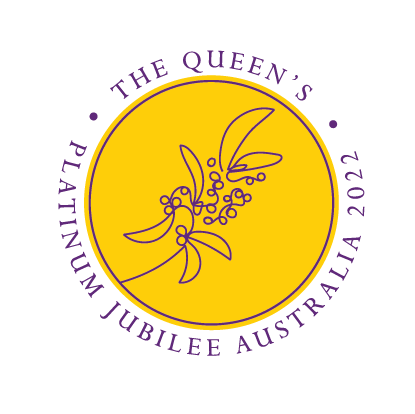 THE QUEEN'S
PLATINUM JUBILEE AUSTRALIA 2022